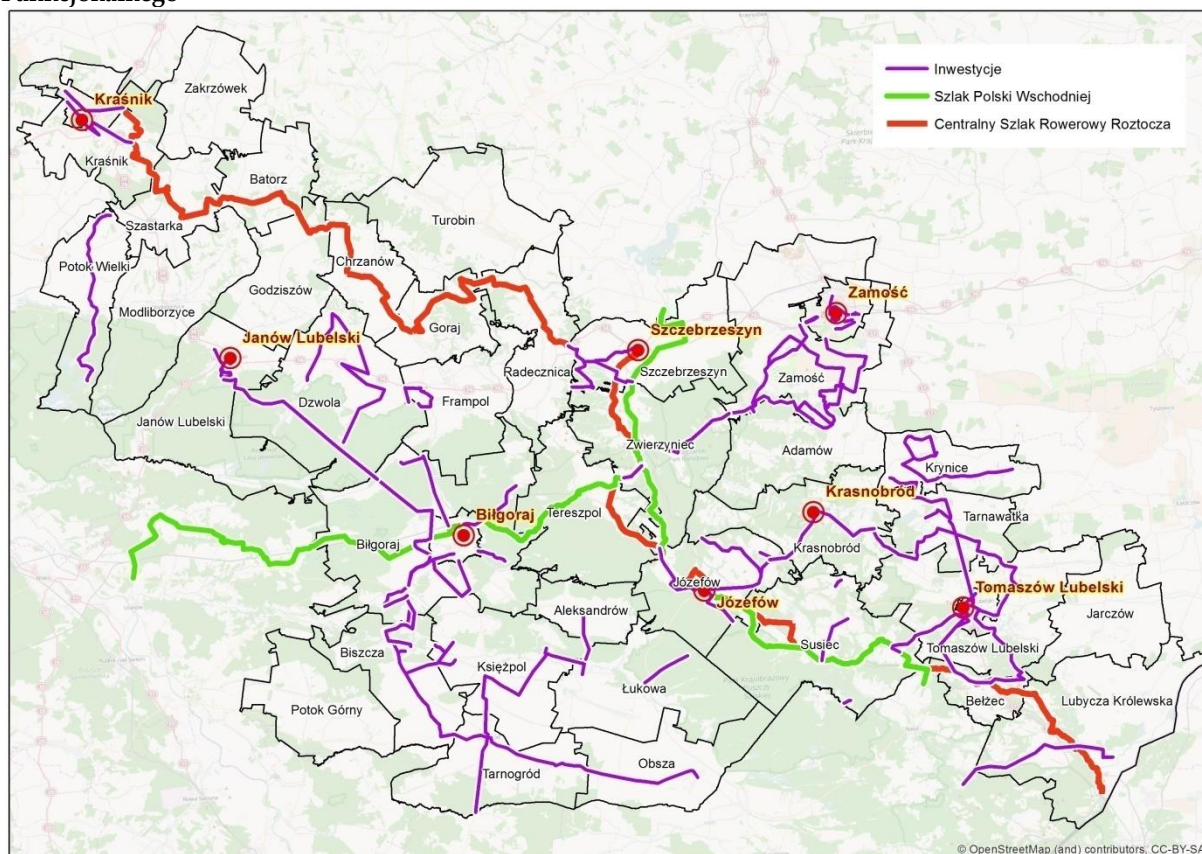 Inwestycje
Szlak Polski Wschodniej
Centralny Szlak Rowerowy Roztocza
Zakrzówek
Kraśnik
Kraśnik
Batorz
Szastarka
Turobin
Chrzanów
Potok Wielki
Godziszów
Modliborzyce
Goraj
Zamość
Janów Lubelski
Szczebrzeszyn
Radecznica
Szczebrzeszyn
Zamość
Dzwola
Frampol
Janów Lubelski
Zwierzyniec
Adamów
Krynice
Krasnobród
Biłgoraj
Tereszpol
Tarnawatka
Biłgoraj
Krasnobród
Józefów
Tomaszów Lubelski
Józefów
Aleksandrów
Jarczów
Susiec
Tomaszów Lubelski
Biszcza
Księżpol
Łukowa
Lubycza Królewska
Bełżec
Potok Górny
Obsza
Tarnogród
© OpenStreetMap (and) contributors, CC-BY-SA